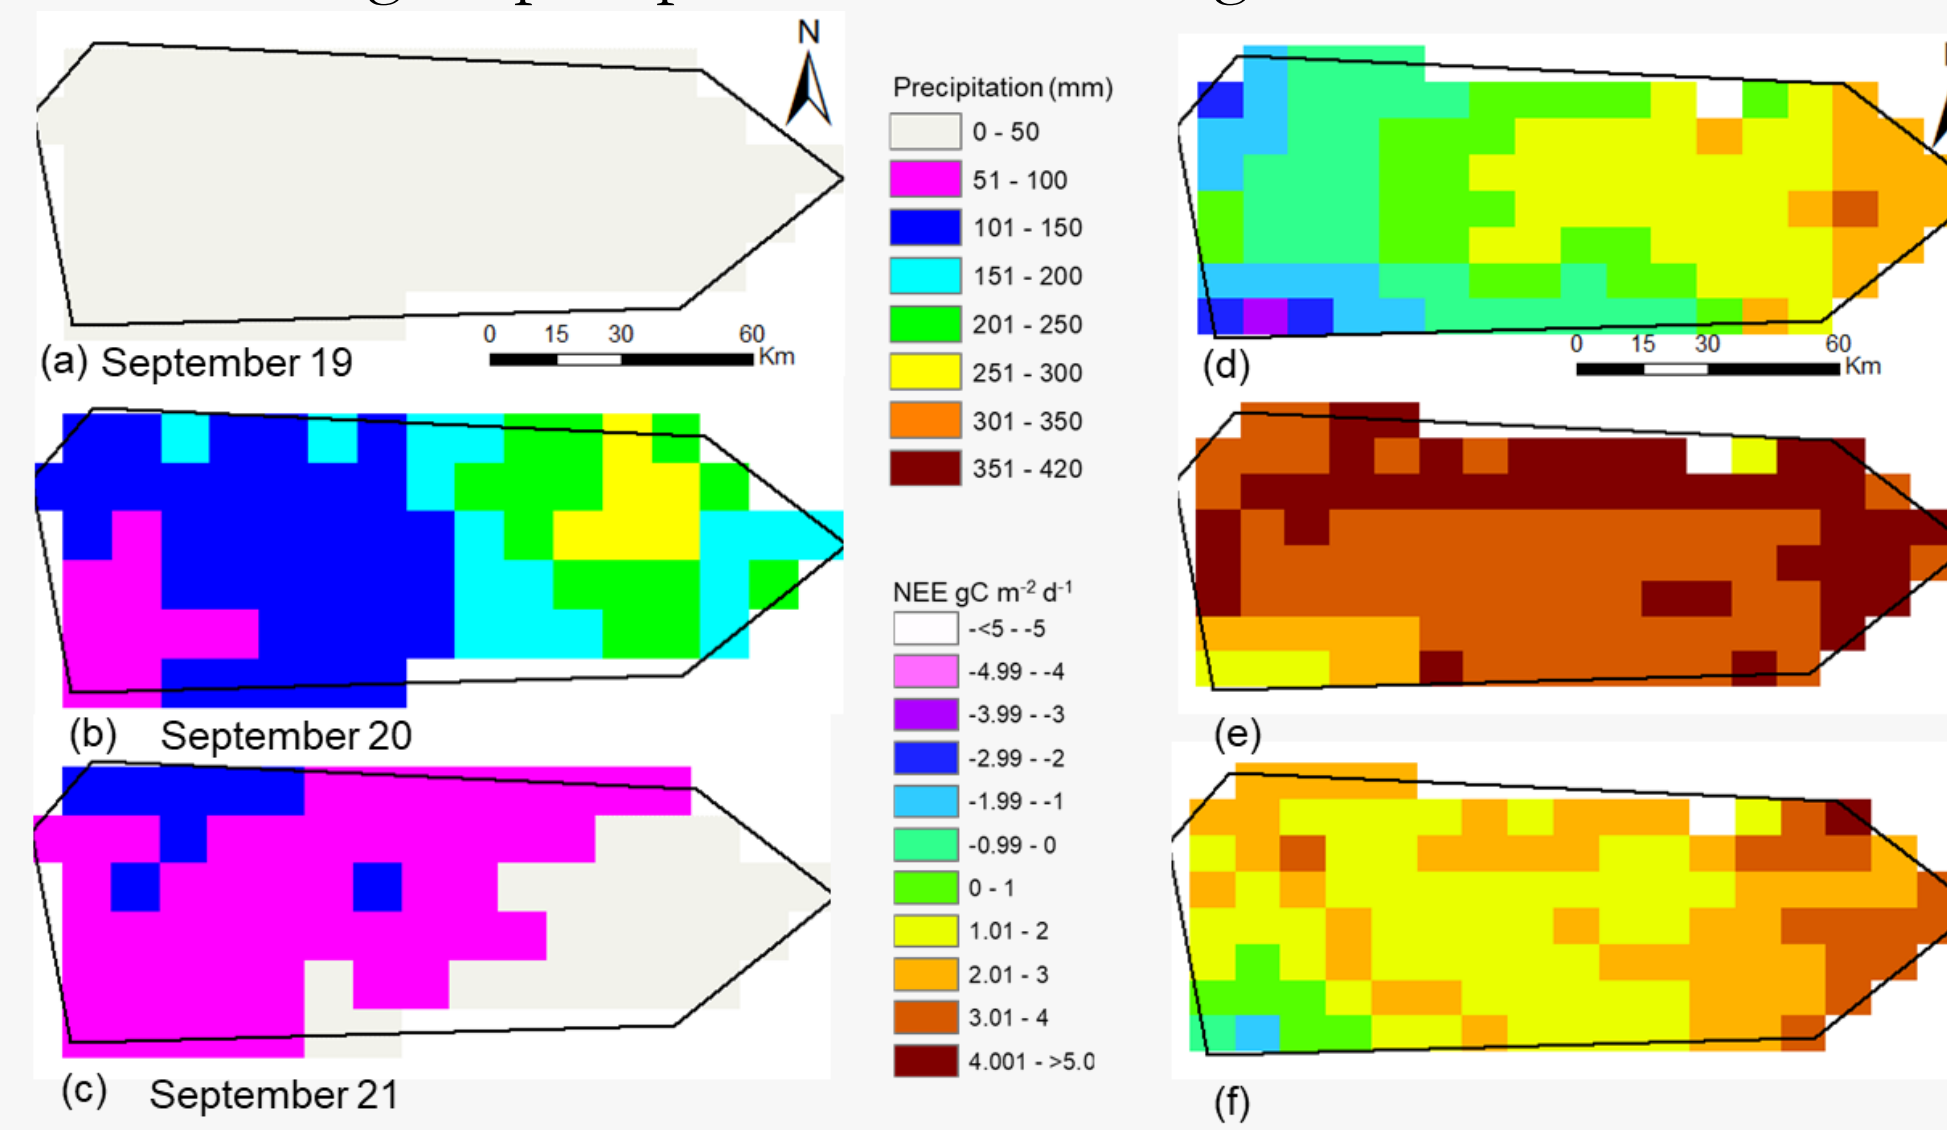 N
Precipitation (mm)
0 - 50
51 - 100
101 - 150
151 - 200
201 - 250
251 - 300
301 - 350
351 - 420
0 15 30 60
Km
(a) September 19
(b) September 20
(c) September 21
NEE gC m-2 d-1
-<5 - -5
-4.99 - -4
-3.99 - -3
-2.99 - -2
-1.99 - -1
-0.99 - 0
0 - 1
1.01 - 2
2.01 - 3
3.01 - 4
4.001 - >5.0
0 15 30 60
Km
(d)
(e)
(f)